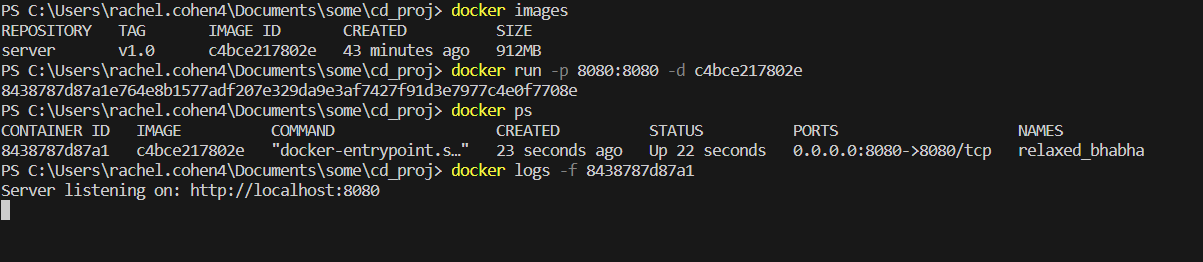 PS C:\Users\rachel.cohen4\Documents\some\cd_proj> docker images
REPOSITORY   TAG       IMAGE ID       CREATED          SIZE
server       v1.0      c4bce217802e   43 minutes ago   912MB
PS C:\Users\rachel.cohen4\Documents\some\cd_proj> docker run -p 8080:8080 -d c4bce217802e
8438787d87a1e764e8b1577adf207e329da9e3af7427f91d3e7977c4e0f7708e
PS C:\Users\rachel.cohen4\Documents\some\cd_proj> docker ps
CONTAINER ID   IMAGE          COMMAND                  CREATED          STATUS          PORTS                    NAMES
8438787d87a1   c4bce217802e   "docker-entrypoint.s…"   23 seconds ago   Up 22 seconds   0.0.0.0:8080->8080/tcp   relaxed_bhabha
PS C:\Users\rachel.cohen4\Documents\some\cd_proj> docker logs -f 8438787d87a1
Server listening on: http://localhost:8080